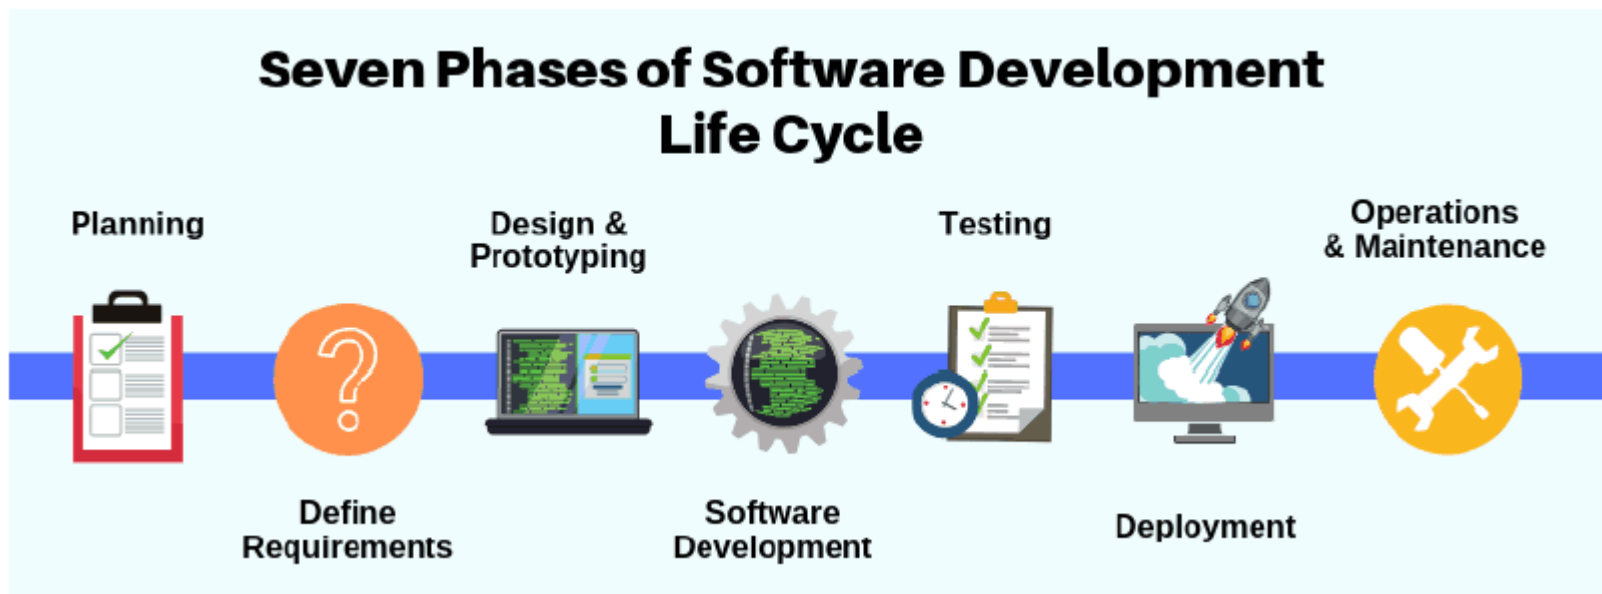 Seven Phases of Software Development
Life Cycle
Planning
Define
Requirements
Design &
Prototyping
Software
Development
Testing
Deployment
Operations
& Maintenance